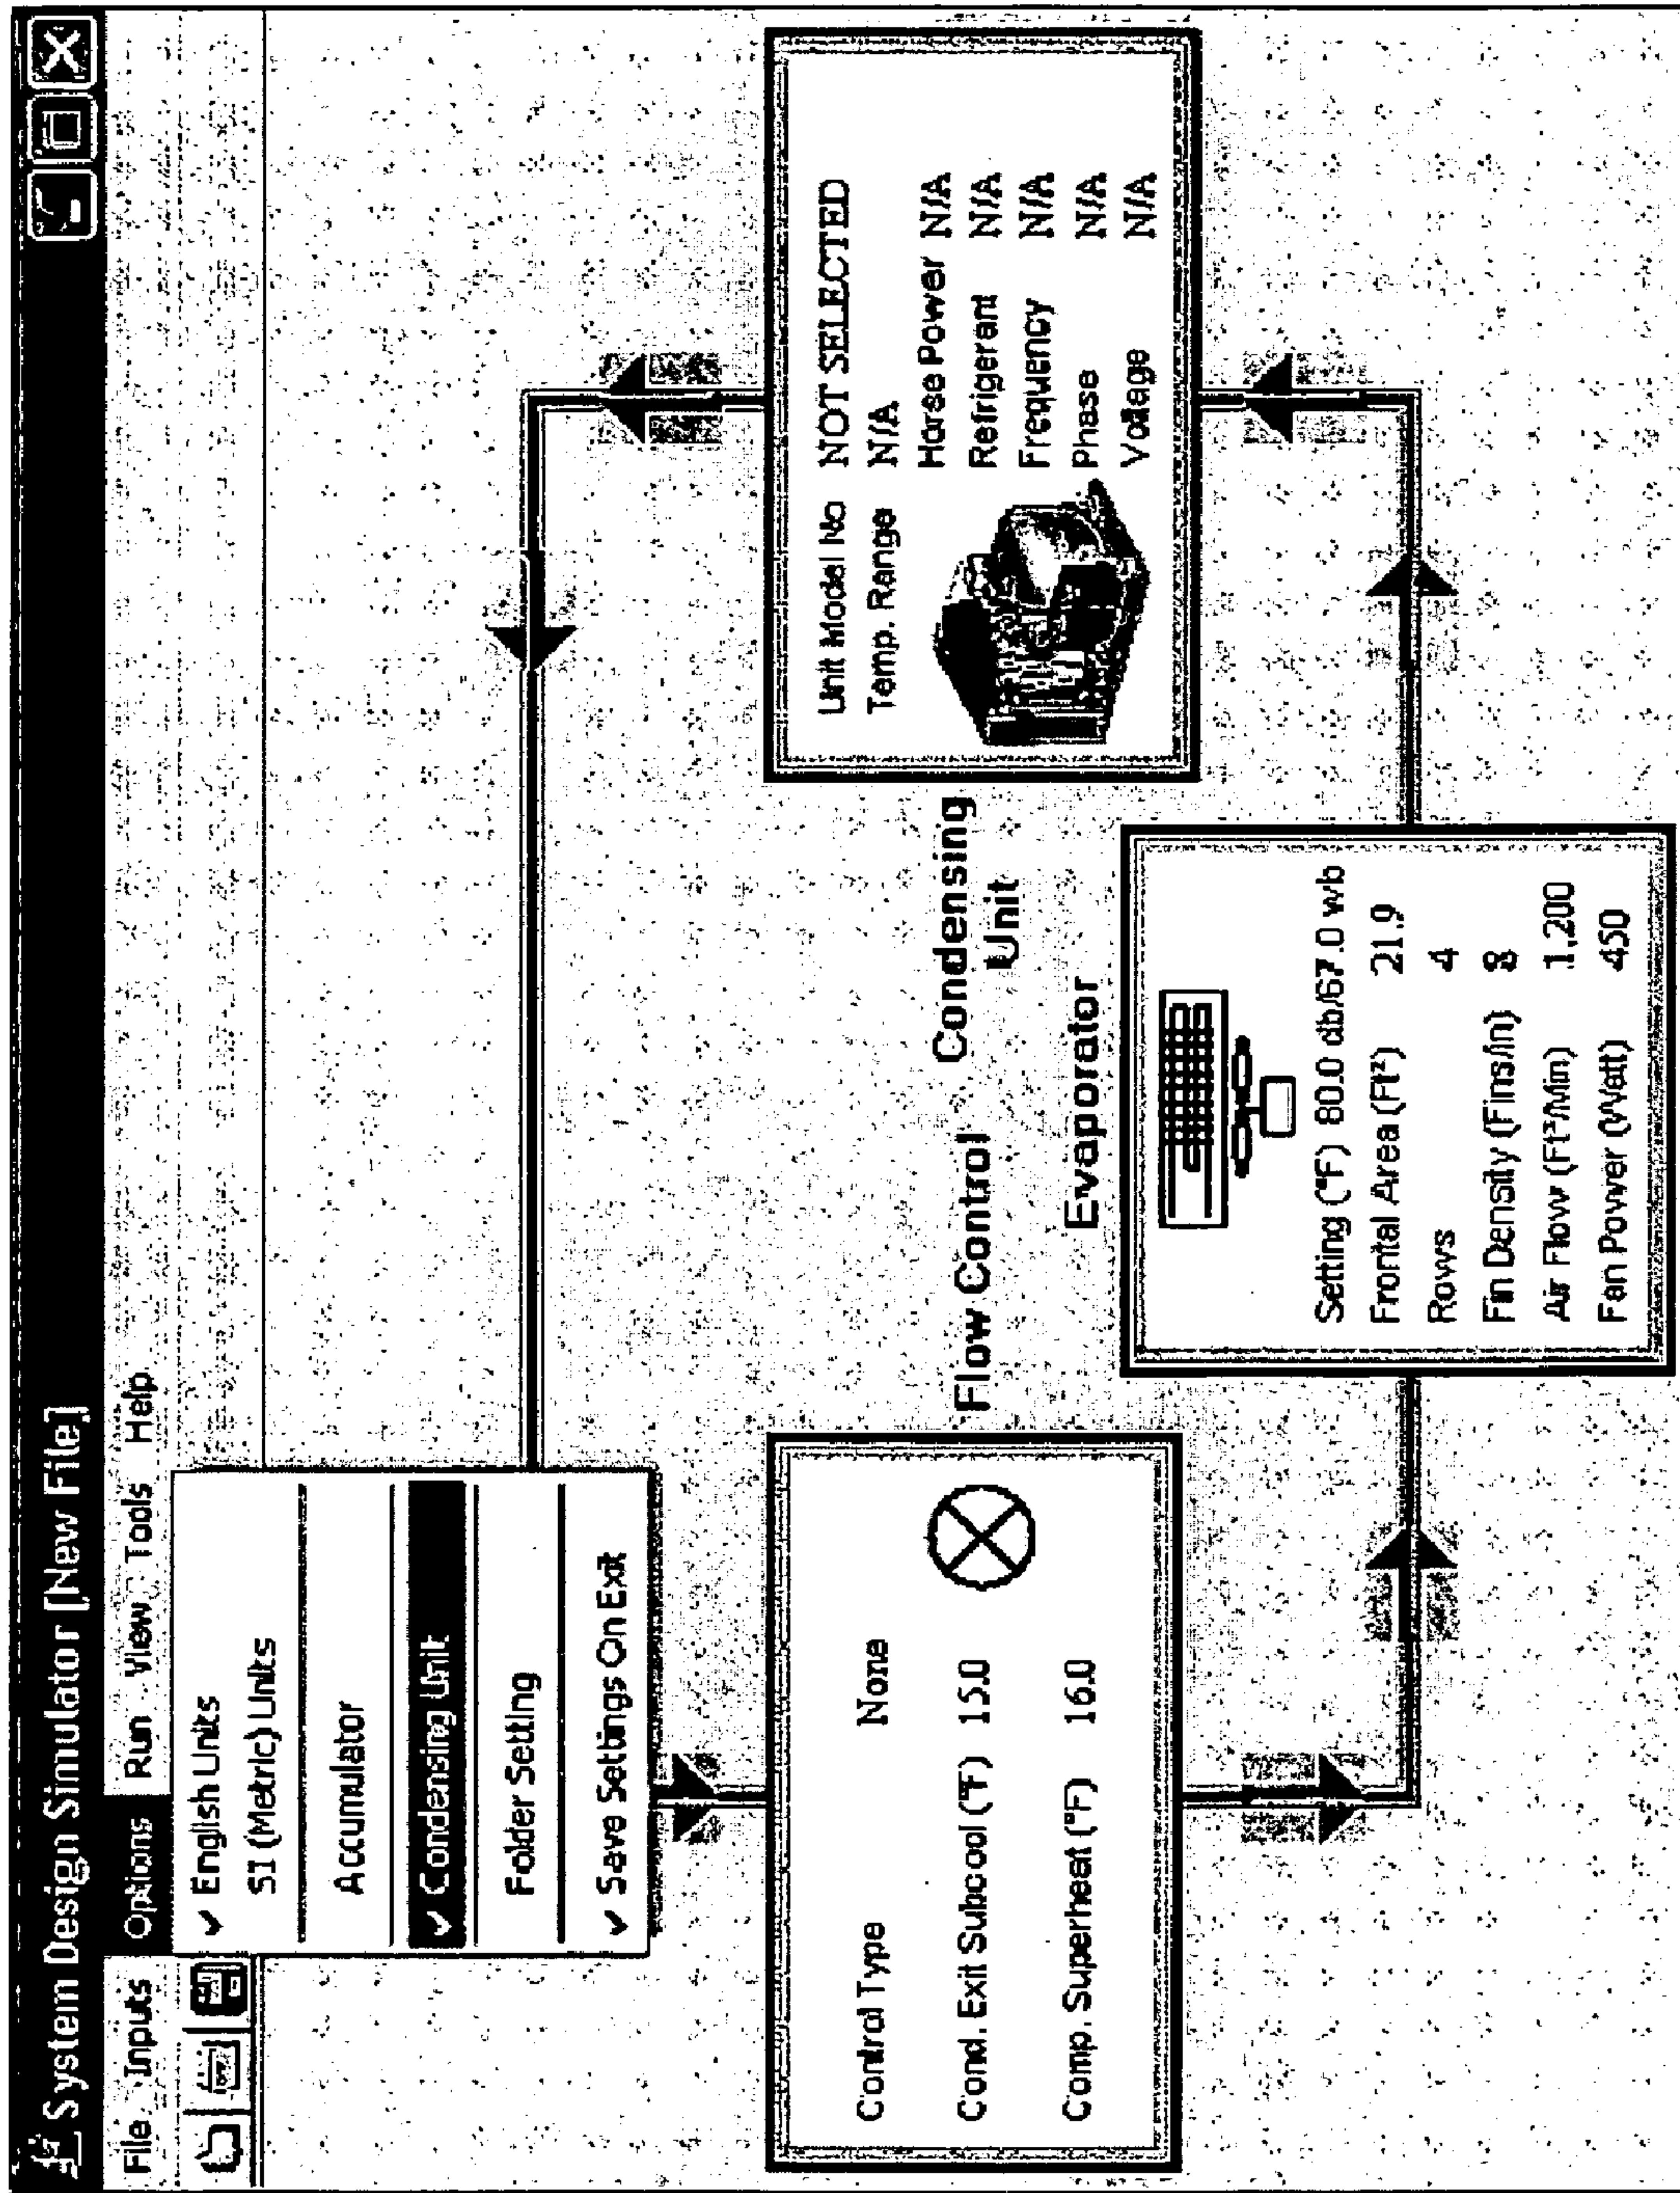 System Design Simulator [New File]
File Inputs Options Run View Tools Help
✓ English Units
SI (Metric) Units
Accumulator
✓ Condensing Unit
Folder Setting
✓ Save Settings On Exit
Control Type None
Cond. Exit Subcool (°F) 15.0
Comp. Superheat (°F) 16.0
Flow Control
Condensing
Unit
Unit Model No NOT SELECTED
Temp. Range N/A
Horse Power N/A
Refrigerant N/A
Frequency N/A
Phase N/A
Voltage N/A
Evaporator
Setting (°F) 80.0 db/67.0 wb
Frontal Area (Ft²) 21.9
Rows 4
Fin Density (Fins/in) 8
Air Flow (Ft³/Min) 1,200
Fan Power (Watt) 450